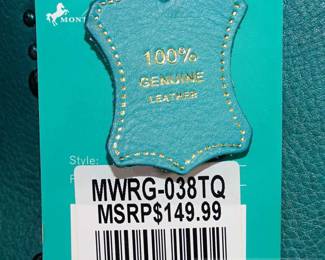 MONT
100%
GENUINE
LEATHER
Style:
MWRG-038TQ
MSRP$149.99